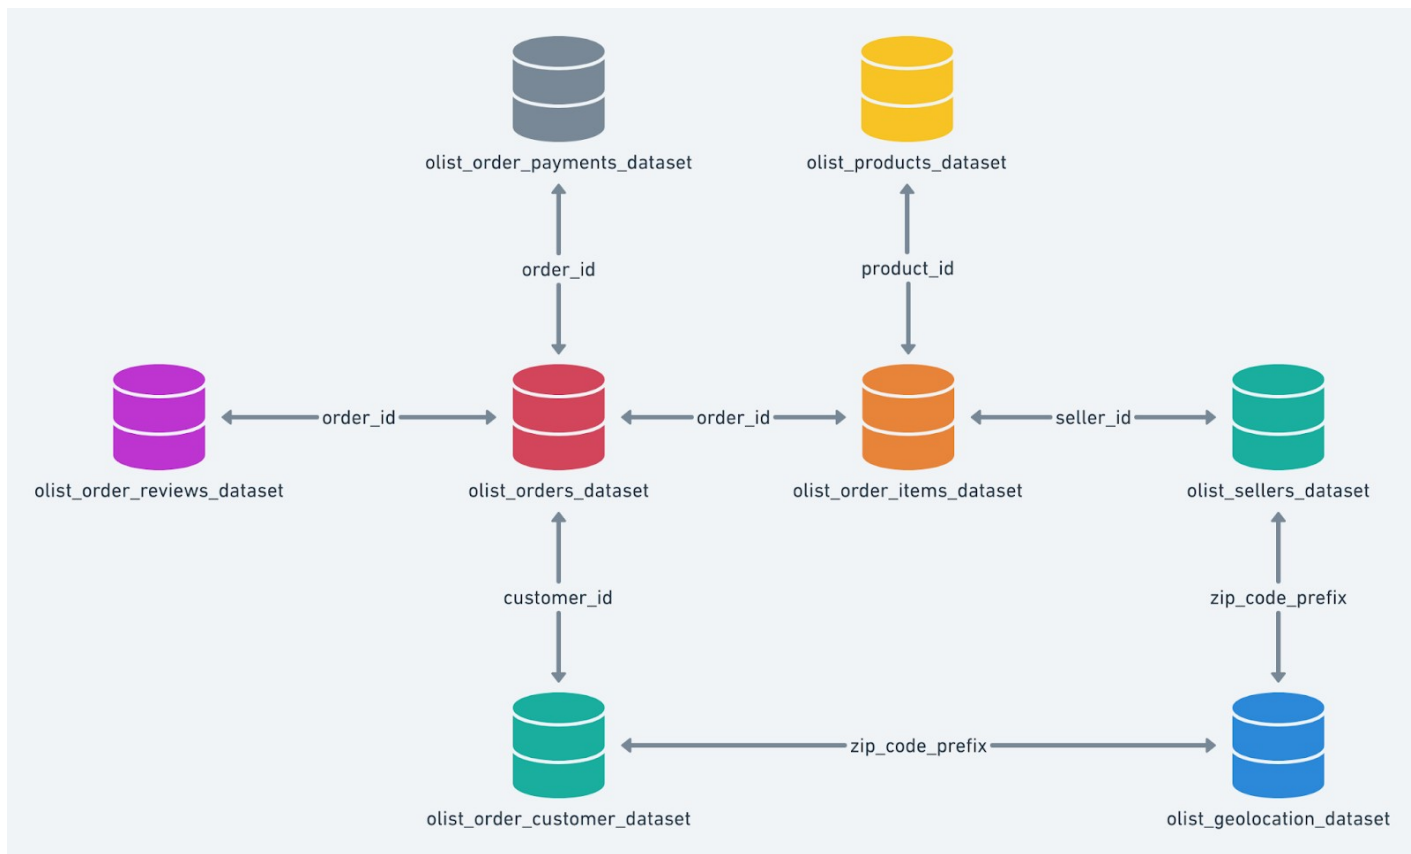 olist_order_payments_dataset
olist_products_dataset
order_id
product_id
order_id
order_id
seller_id
olist_order_reviews_dataset
olist_orders_dataset
olist_order_items_dataset
olist_sellers_dataset
customer_id
zip_code_prefix
zip_code_prefix
olist_order_customer_dataset
olist_geolocation_dataset